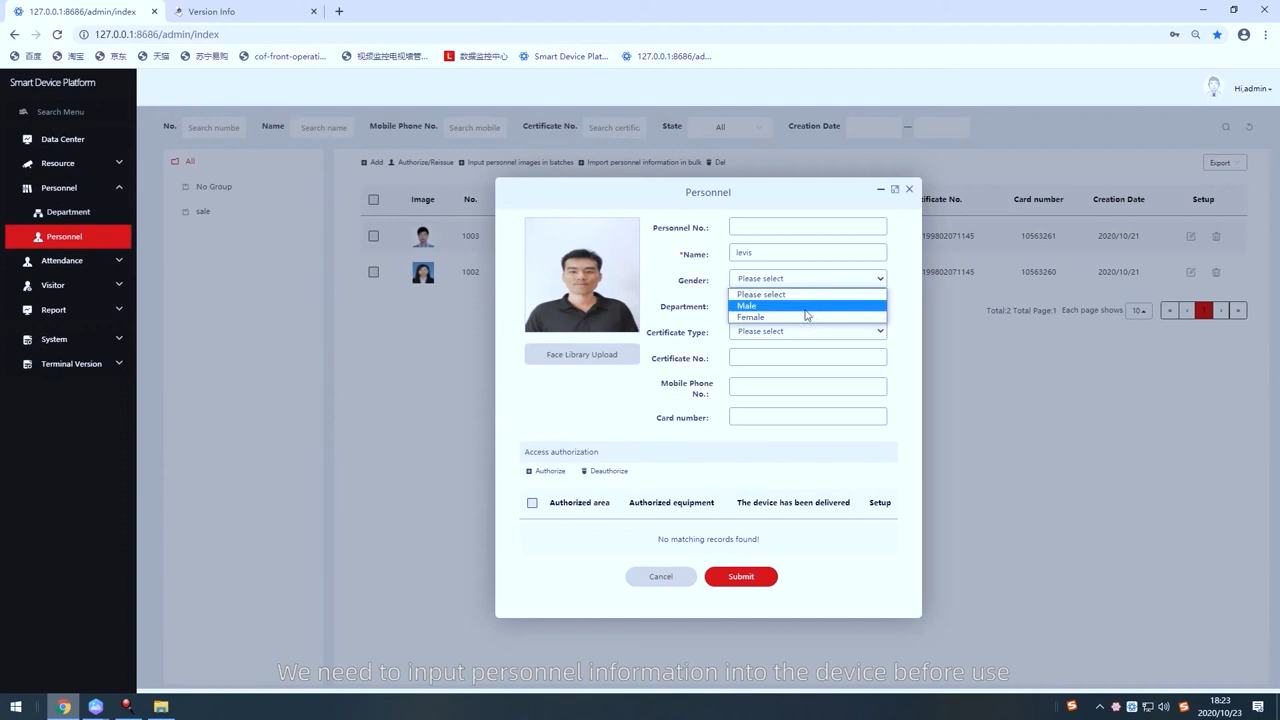 127.0.0.1:8686/admin/index
Version Info
127.0.0.1:8686/admin/index
百度
淘宝
京东
天猫
苏宁易购
cof-front-operati...
视频监控电视墙管...
L 数据监控中心
Smart Device Plat...
127.0.0.1:8686/ad...
Smart Device Platform
Hi,admin
Search Menu
Data Center
Resource
Personnel
Department
Personnel
Attendance
Visitor
Report
System
Terminal Version
No. Search numbe
Name Search name
Mobile Phone No. Search mobile
Certificate No. Search certific
State All
Creation Date —
All
No Group
sale
Add
Authorize/Reissue
Input personnel images in batches
Import personnel information in bulk
Del
Export
Image No. tificate No. Card number Creation Date Setup
1003 199802071145 10563261 2020/10/21
1002 199802071145 10563260 2020/10/21
Total:2 Total Page:1 Each page shows 10 « ‹ 1 ›
Personnel
Personnel No.:
*Name: levis
Gender: Please select
Please select
Male
Female
Department:
Certificate Type: Please select
Certificate No.:
Mobile Phone
No.:
Card number:
Face Library Upload
Access authorization
Authorize
Deauthorize
Authorized area Authorized equipment The device has been delivered Setup
No matching records found!
Cancel
Submit
We need to input personnel information into the device before use
18:23
2020/10/23